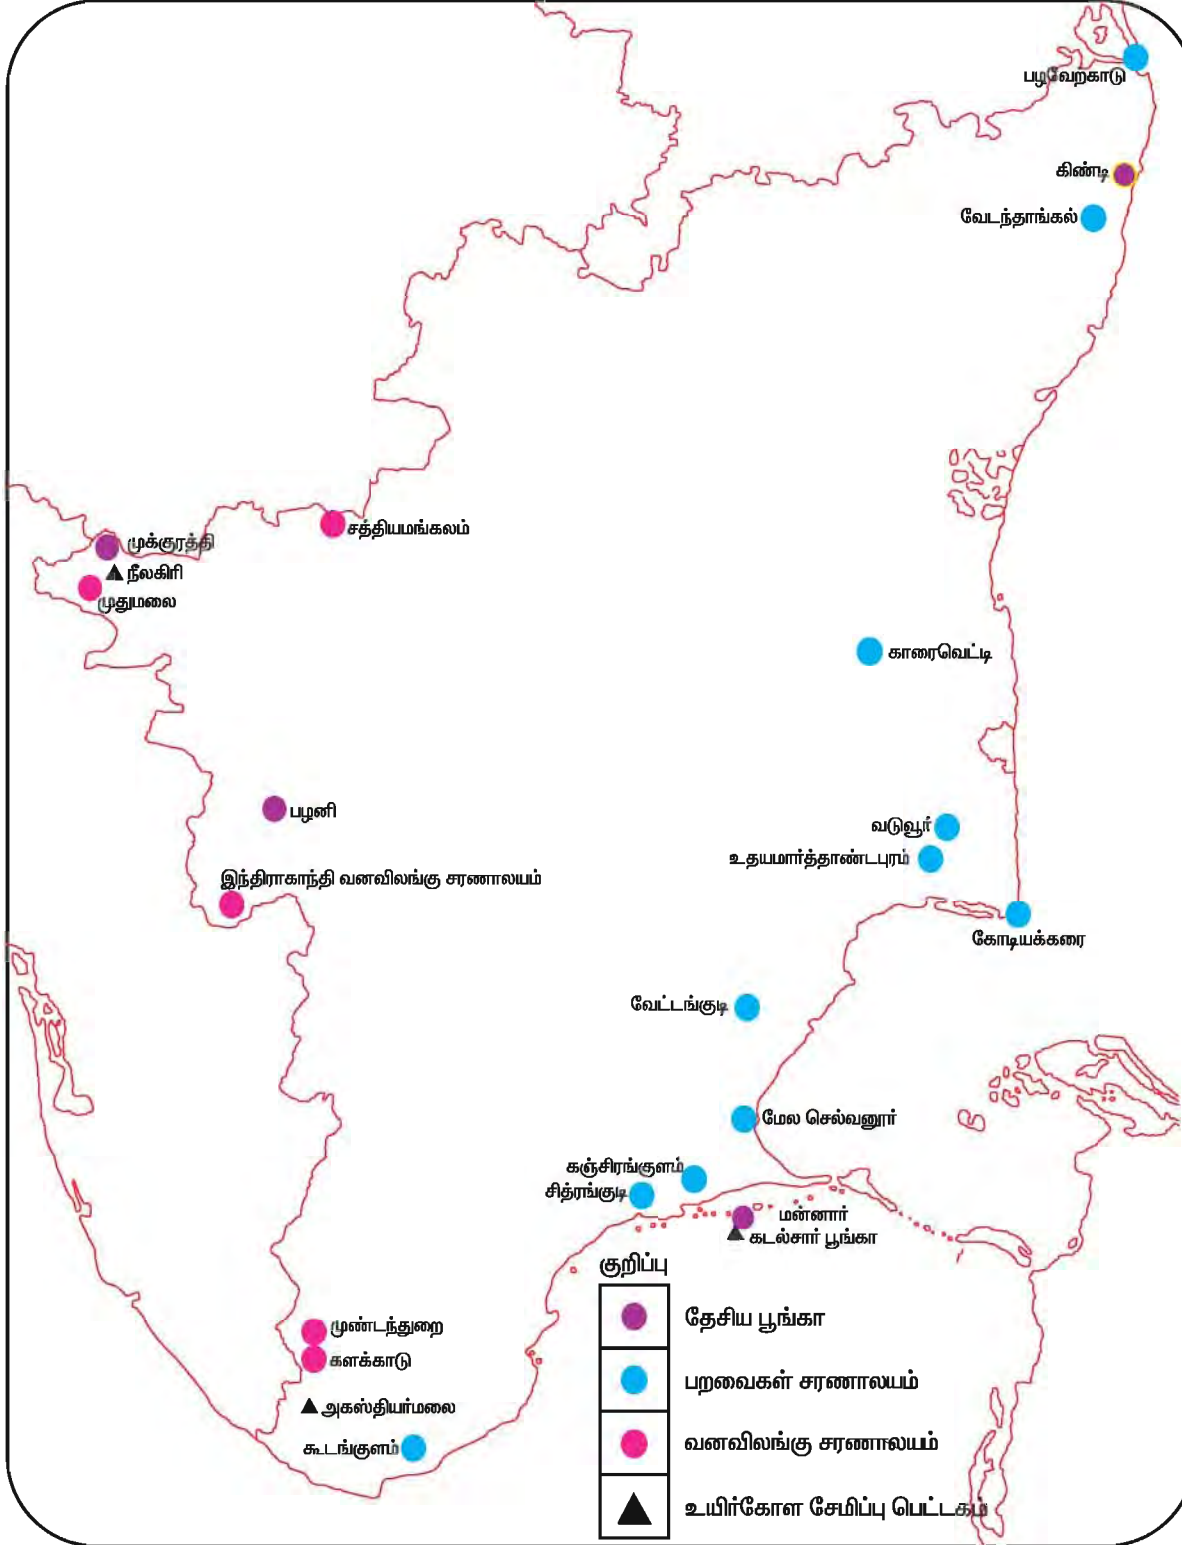 பழவேற்காடு
கிண்டி
வேடந்தாங்கல்
சத்தியமங்கலம்
முக்குரத்தி
நீலகிரி
முதுமலை
காரைவெட்டி
பழனி
வடுவூர்
உதயமார்த்தாண்டபுரம்
இந்திராகாந்தி வனவிலங்கு சரணாலயம்
கோடியக்கரை
வேட்டங்குடி
மேல செல்வனூர்
கஞ்சிரங்குளம்
சித்ரங்குடி
மன்னார்
கடல்சார் பூங்கா
குறிப்பு
தேசிய பூங்கா
முண்டந்துறை
களக்காடு
பறவைகள் சரணாலயம்
அகஸ்தியர்மலை
கூடங்குளம்
வனவிலங்கு சரணாலயம்
உயிர்கோள சேமிப்பு பெட்டகம்